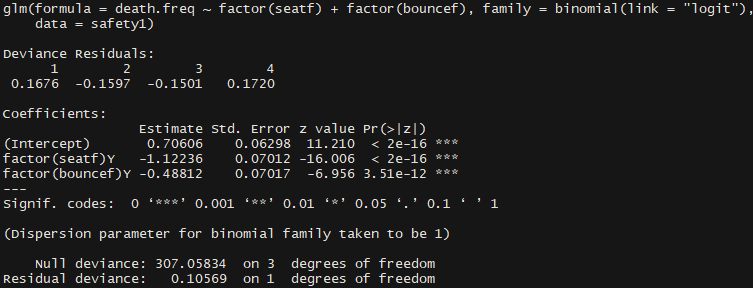 glm(formula = death.freq ~ factor(seatf) + factor(bouncef), family = binomial(link = "logit"),
    data = safety1)

Deviance Residuals:
      1        2        3        4
 0.1676  -0.1597  -0.1501   0.1720

Coefficients:
                 Estimate Std. Error z value Pr(>|z|)
(Intercept)       0.70606    0.06298  11.210  < 2e-16 ***
factor(seatf)Y   -1.12236    0.07012 -16.006  < 2e-16 ***
factor(bouncef)Y -0.48812    0.07017  -6.956 3.51e-12 ***
---
Signif. codes:  0 ‘***’ 0.001 ‘**’ 0.01 ‘*’ 0.05 ‘.’ 0.1 ‘ ’ 1

(Dispersion parameter for binomial family taken to be 1)

    Null deviance: 307.05834  on 3  degrees of freedom
Residual deviance:   0.10569  on 1  degrees of freedom